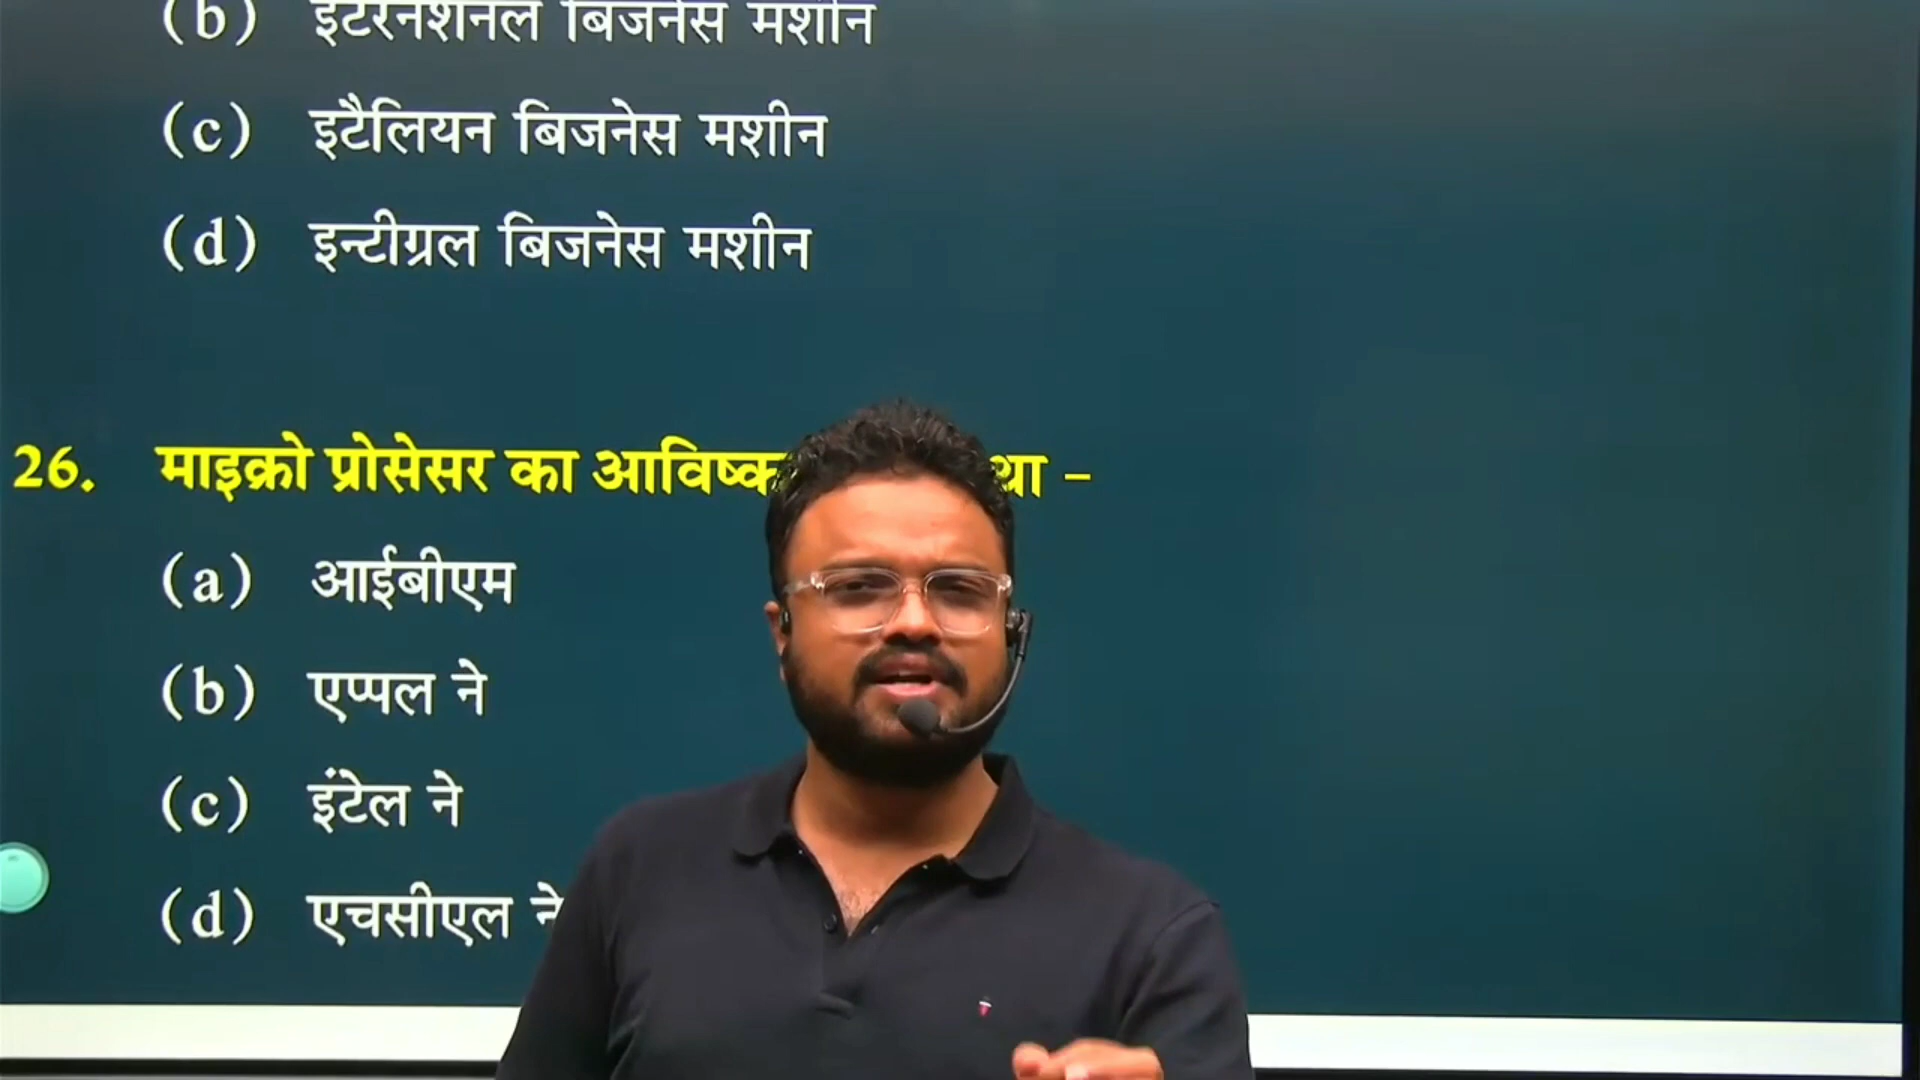 (b) इंटरनेशनल बिजनेस मशीन
(c) इटैलियन बिजनेस मशीन
(d) इन्टीग्रल बिजनेस मशीन
26. माइक्रो प्रोसेसर का था –
(a) आईबीएम
(b) एप्पल ने
(c) इंटेल ने
(d) एचसीएल ने